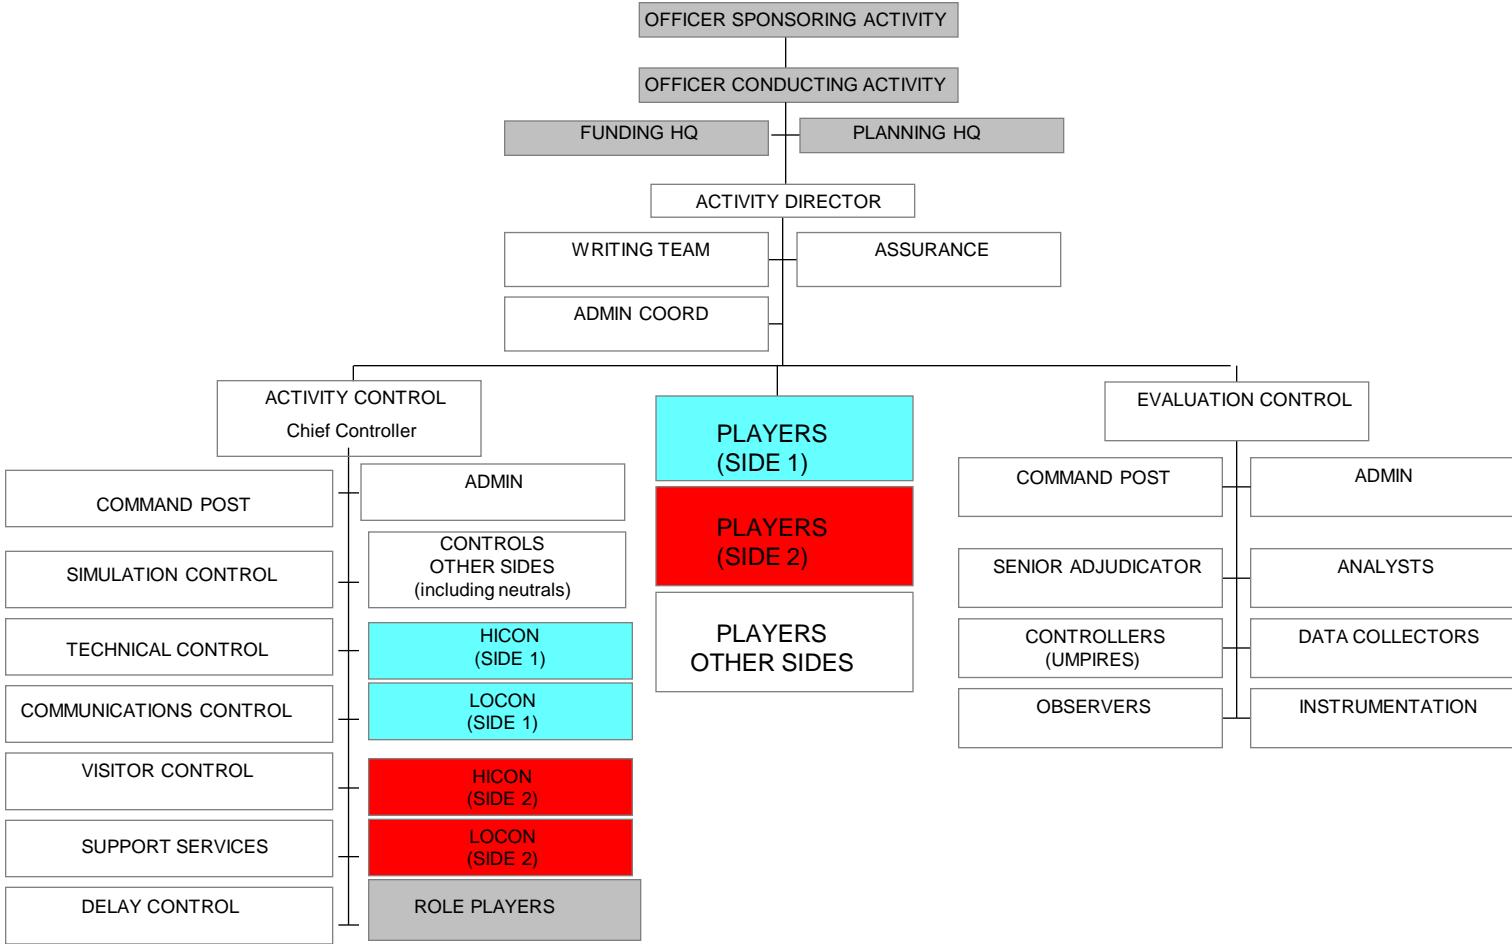 OFFICER SPONSORING ACTIVITY
OFFICER CONDUCTING ACTIVITY
FUNDING HQ
PLANNING HQ
ACTIVITY DIRECTOR
WRITING TEAM
ASSURANCE
ADMIN COORD
ACTIVITY CONTROL
Chief Controller
COMMAND POST
ADMIN
SIMULATION CONTROL
CONTROLS
OTHER SIDES
(including neutrals)
TECHNICAL CONTROL
HICON
(SIDE 1)
COMMUNICATIONS CONTROL
LOCON
(SIDE 1)
VISITOR CONTROL
HICON
(SIDE 2)
SUPPORT SERVICES
LOCON
(SIDE 2)
DELAY CONTROL
ROLE PLAYERS
PLAYERS
(SIDE 1)
PLAYERS
(SIDE 2)
PLAYERS
OTHER SIDES
EVALUATION CONTROL
COMMAND POST
ADMIN
SENIOR ADJUDICATOR
ANALYSTS
CONTROLLERS
(UMPIRES)
DATA COLLECTORS
OBSERVERS
INSTRUMENTATION